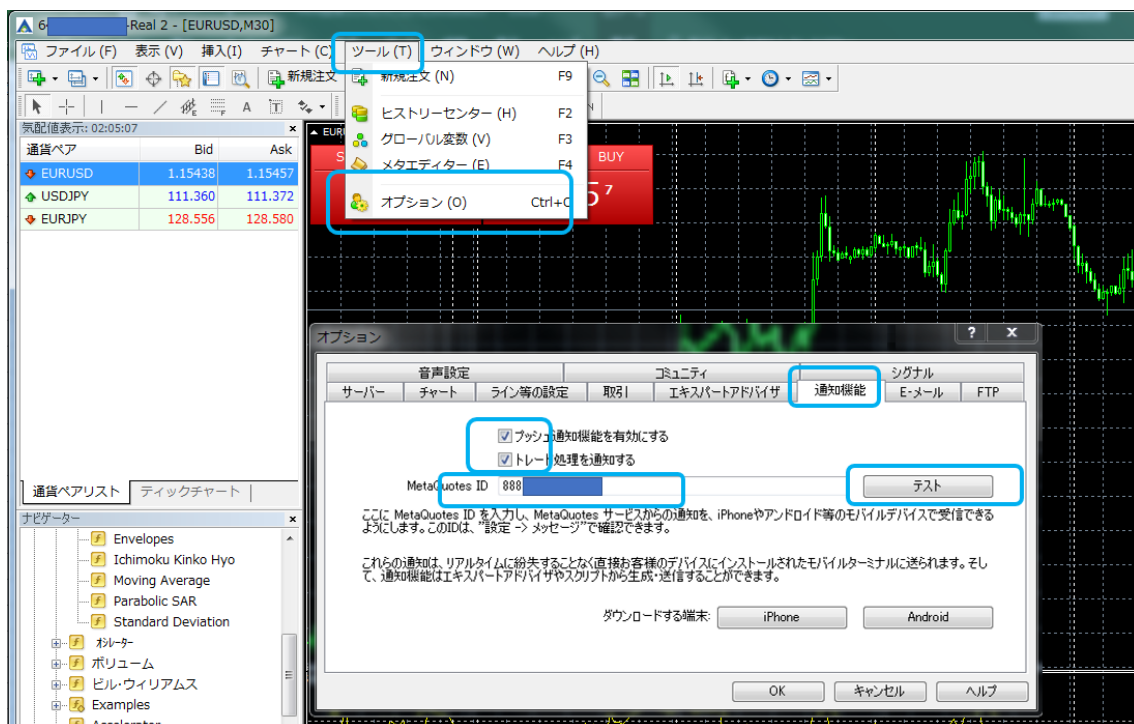 6
-Real 2 - [EURUSD,M30]
ファイル (F) 表示 (V) 挿入(I) チャート (C) ツール (T) ウィンドウ (W) ヘルプ (H)
新規注文
新規注文 (N) F9
ヒストリーセンター (H) F2
グローバル変数 (V) F3
メタエディター (E) F4
オプション (O) Ctrl+O
気配値表示: 02:05:07
通貨ペア Bid Ask
EURUSD 1.15438 1.15457
USDJPY 111.360 111.372
EURJPY 128.556 128.580
通貨ペアリスト ティックチャート
EUR
S
BUY
5⁷
ナビゲーター
Envelopes
Ichimoku Kinko Hyo
Moving Average
Parabolic SAR
Standard Deviation
オシレーター
ボリューム
ビル・ウィリアムス
Examples
Accelerator
オプション
音声設定 コミュニティ シグナル
サーバー チャート ライン等の設定 取引 エキスパートアドバイザ 通知機能 E-メール FTP
プッシュ通知機能を有効にする
トレード処理を通知する
MetaQuotes ID 888 テスト
ここに MetaQuotes ID を入力し、MetaQuotes サービスからの通知を、iPhoneやアンドロイド等のモバイルデバイスで受信できる
ようにします。このIDは、"設定 -> メッセージ"で確認できます。
これらの通知は、リアルタイムに紛失することなく直接お客様のデバイスにインストールされたモバイルターミナルに送られます。そし
て、通知機能はエキスパートアドバイザやスクリプトから生成・送信することができます。
ダウンロードする端末: iPhone Android
OK キャンセル ヘルプ